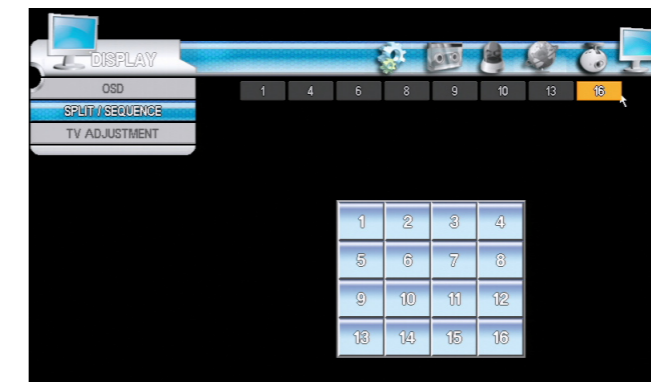 DISPLAY
OSD
1 4 6 8 9 10 13 16
SPLIT / SEQUENCE
TV ADJUSTMENT
1 2 3 4
5 6 7 8
9 10 11 12
13 14 15 16